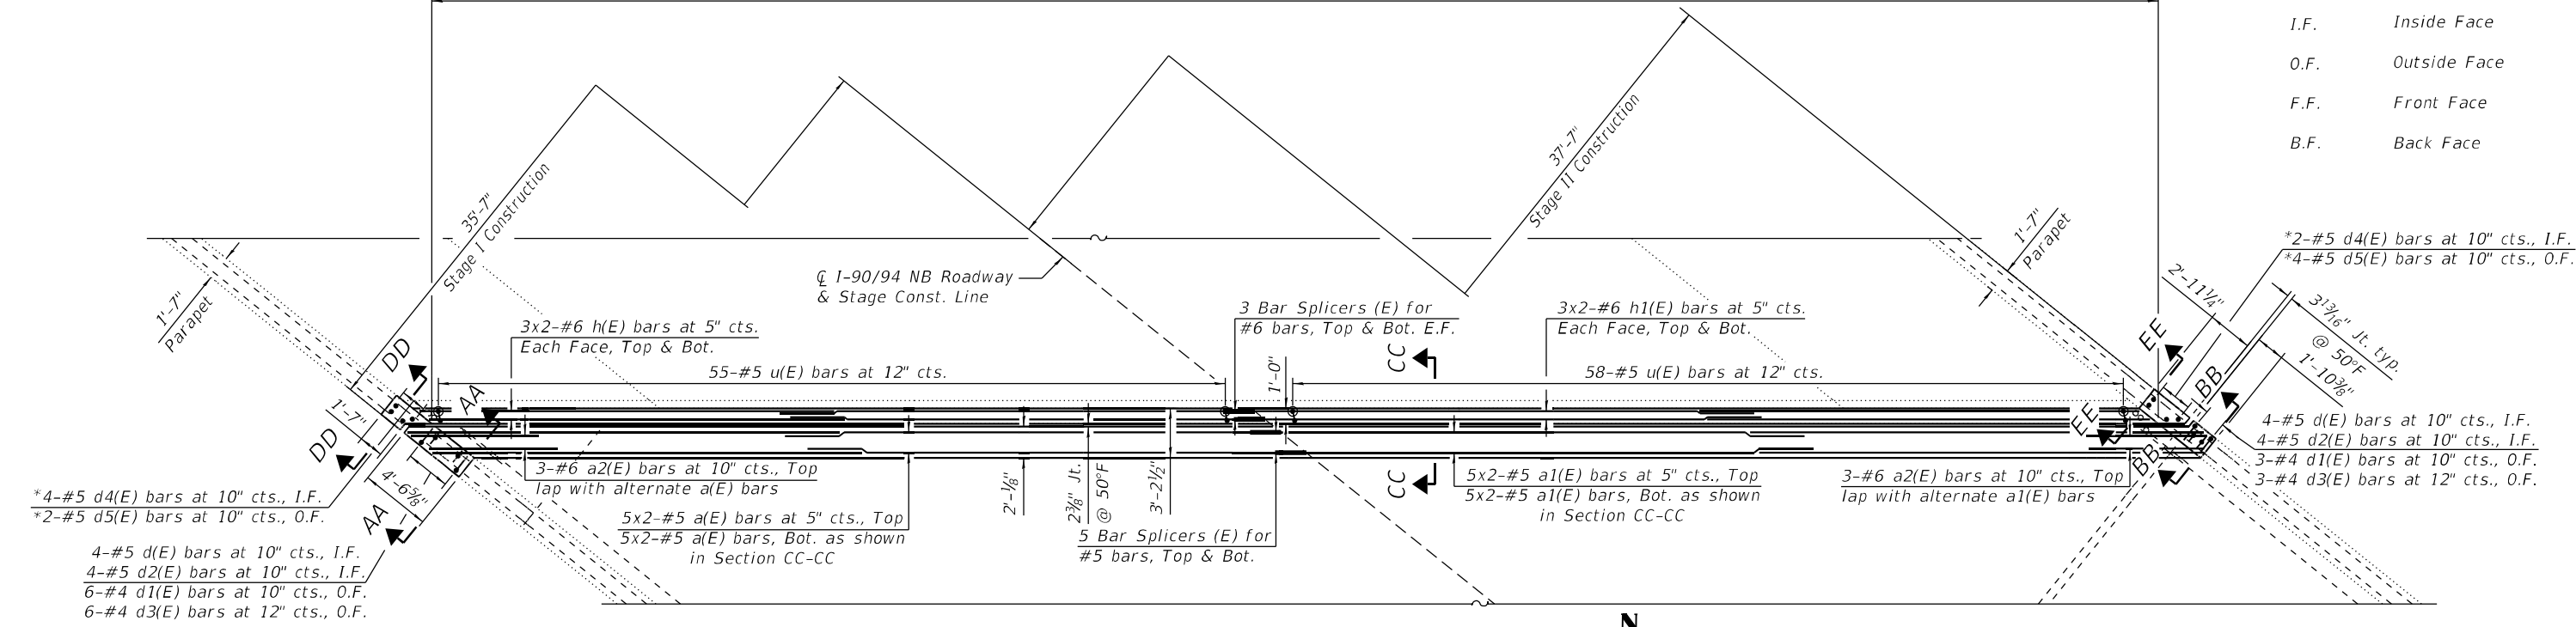 I.F. Inside Face
O.F. Outside Face
F.F. Front Face
B.F. Back Face
35'-7"
Stage I Construction
37'-7"
Stage II Construction
1'-7"
Parapet
1'-7"
Parapet
℄ I-90/94 NB Roadway
& Stage Const. Line
*2-#5 d4(E) bars at 10" cts., I.F.
*4-#5 d5(E) bars at 10" cts., O.F.
2'-11¼"
3 13/16" Jt. typ.
@ 50°F
1'-10⅜"
3x2-#6 h(E) bars at 5" cts.
Each Face, Top & Bot.
3 Bar Splicers (E) for
#6 bars, Top & Bot. E.F.
3x2-#6 h1(E) bars at 5" cts.
Each Face, Top & Bot.
55-#5 u(E) bars at 12" cts.
1'-0"
CC
58-#5 u(E) bars at 12" cts.
DD
AA
EE
BB
1'-7"
DD
4'-6⅝"
AA
EE
BB
4-#5 d(E) bars at 10" cts., I.F.
4-#5 d2(E) bars at 10" cts., I.F.
3-#4 d1(E) bars at 10" cts., O.F.
3-#4 d3(E) bars at 12" cts., O.F.
3-#6 a2(E) bars at 10" cts., Top
lap with alternate a(E) bars
2'-⅛"
2⅜" Jt.
@ 50°F
3'-2½"
CC
5x2-#5 a1(E) bars at 5" cts., Top
5x2-#5 a1(E) bars, Bot. as shown
in Section CC-CC
3-#6 a2(E) bars at 10" cts., Top
lap with alternate a1(E) bars
*4-#5 d4(E) bars at 10" cts., I.F.
*2-#5 d5(E) bars at 10" cts., O.F.
5x2-#5 a(E) bars at 5" cts., Top
5x2-#5 a(E) bars, Bot. as shown
in Section CC-CC
5 Bar Splicers (E) for
#5 bars, Top & Bot.
4-#5 d(E) bars at 10" cts., I.F.
4-#5 d2(E) bars at 10" cts., I.F.
6-#4 d1(E) bars at 10" cts., O.F.
6-#4 d3(E) bars at 12" cts., O.F.
N